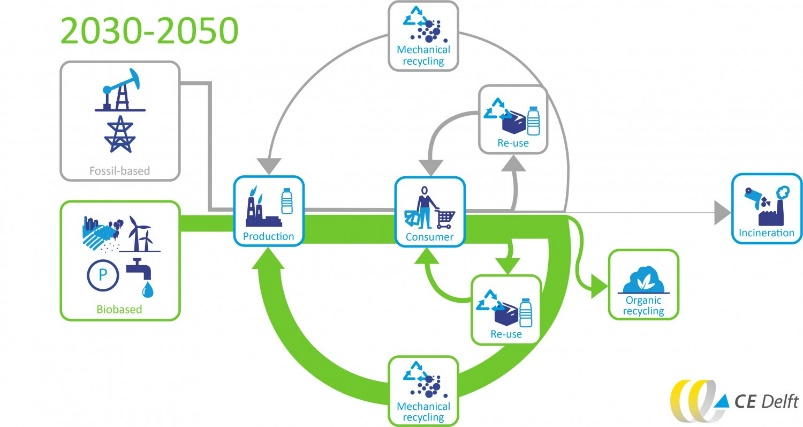 2030-2050
Mechanical
recycling
Re-use
Fossil-based
Production
Consumer
Incineration
P
Biobased
Organic
recycling
Re-use
Mechanical
recycling
CE Delft